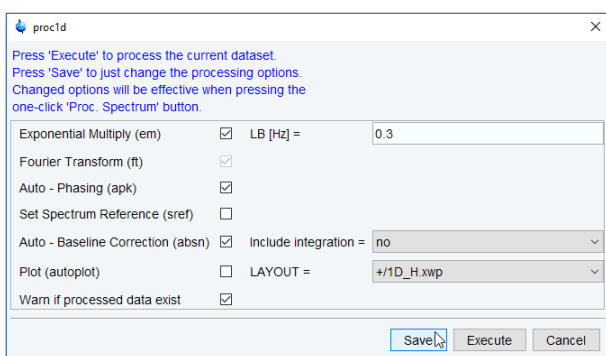 proc1d
Press 'Execute' to process the current dataset.
Press 'Save' to just change the processing options.
Changed options will be effective when pressing the
one-click 'Proc. Spectrum' button.
Exponential Multiply (em) LB [Hz] = 0.3
Fourier Transform (ft)
Auto - Phasing (apk)
Set Spectrum Reference (sref)
Auto - Baseline Correction (absn) Include integration = no
Plot (autoplot) LAYOUT = +/1D_H.xwp
Warn if processed data exist
Save Execute Cancel